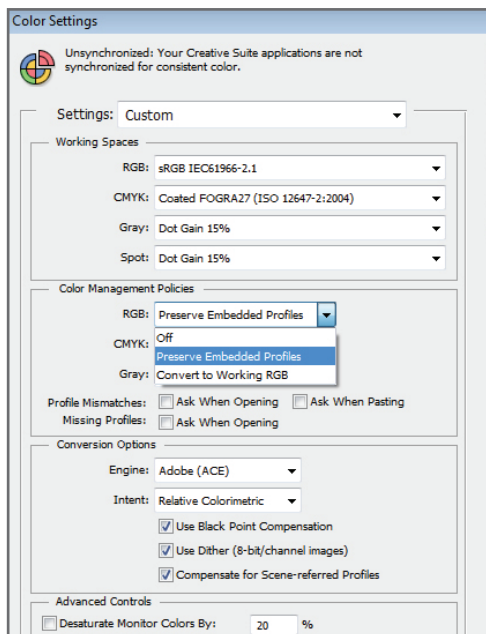 Color Settings
Unsynchronized: Your Creative Suite applications are not
synchronized for consistent color.
Settings: Custom
Working Spaces
RGB: sRGB IEC61966-2.1
CMYK: Coated FOGRA27 (ISO 12647-2:2004)
Gray: Dot Gain 15%
Spot: Dot Gain 15%
Color Management Policies
RGB: Preserve Embedded Profiles
Off
CMYK: Preserve Embedded Profiles
Gray: Convert to Working RGB
Profile Mismatches: Ask When Opening Ask When Pasting
Missing Profiles: Ask When Opening
Conversion Options
Engine: Adobe (ACE)
Intent: Relative Colorimetric
Use Black Point Compensation
Use Dither (8-bit/channel images)
Compensate for Scene-referred Profiles
Advanced Controls
Desaturate Monitor Colors By: 20 %